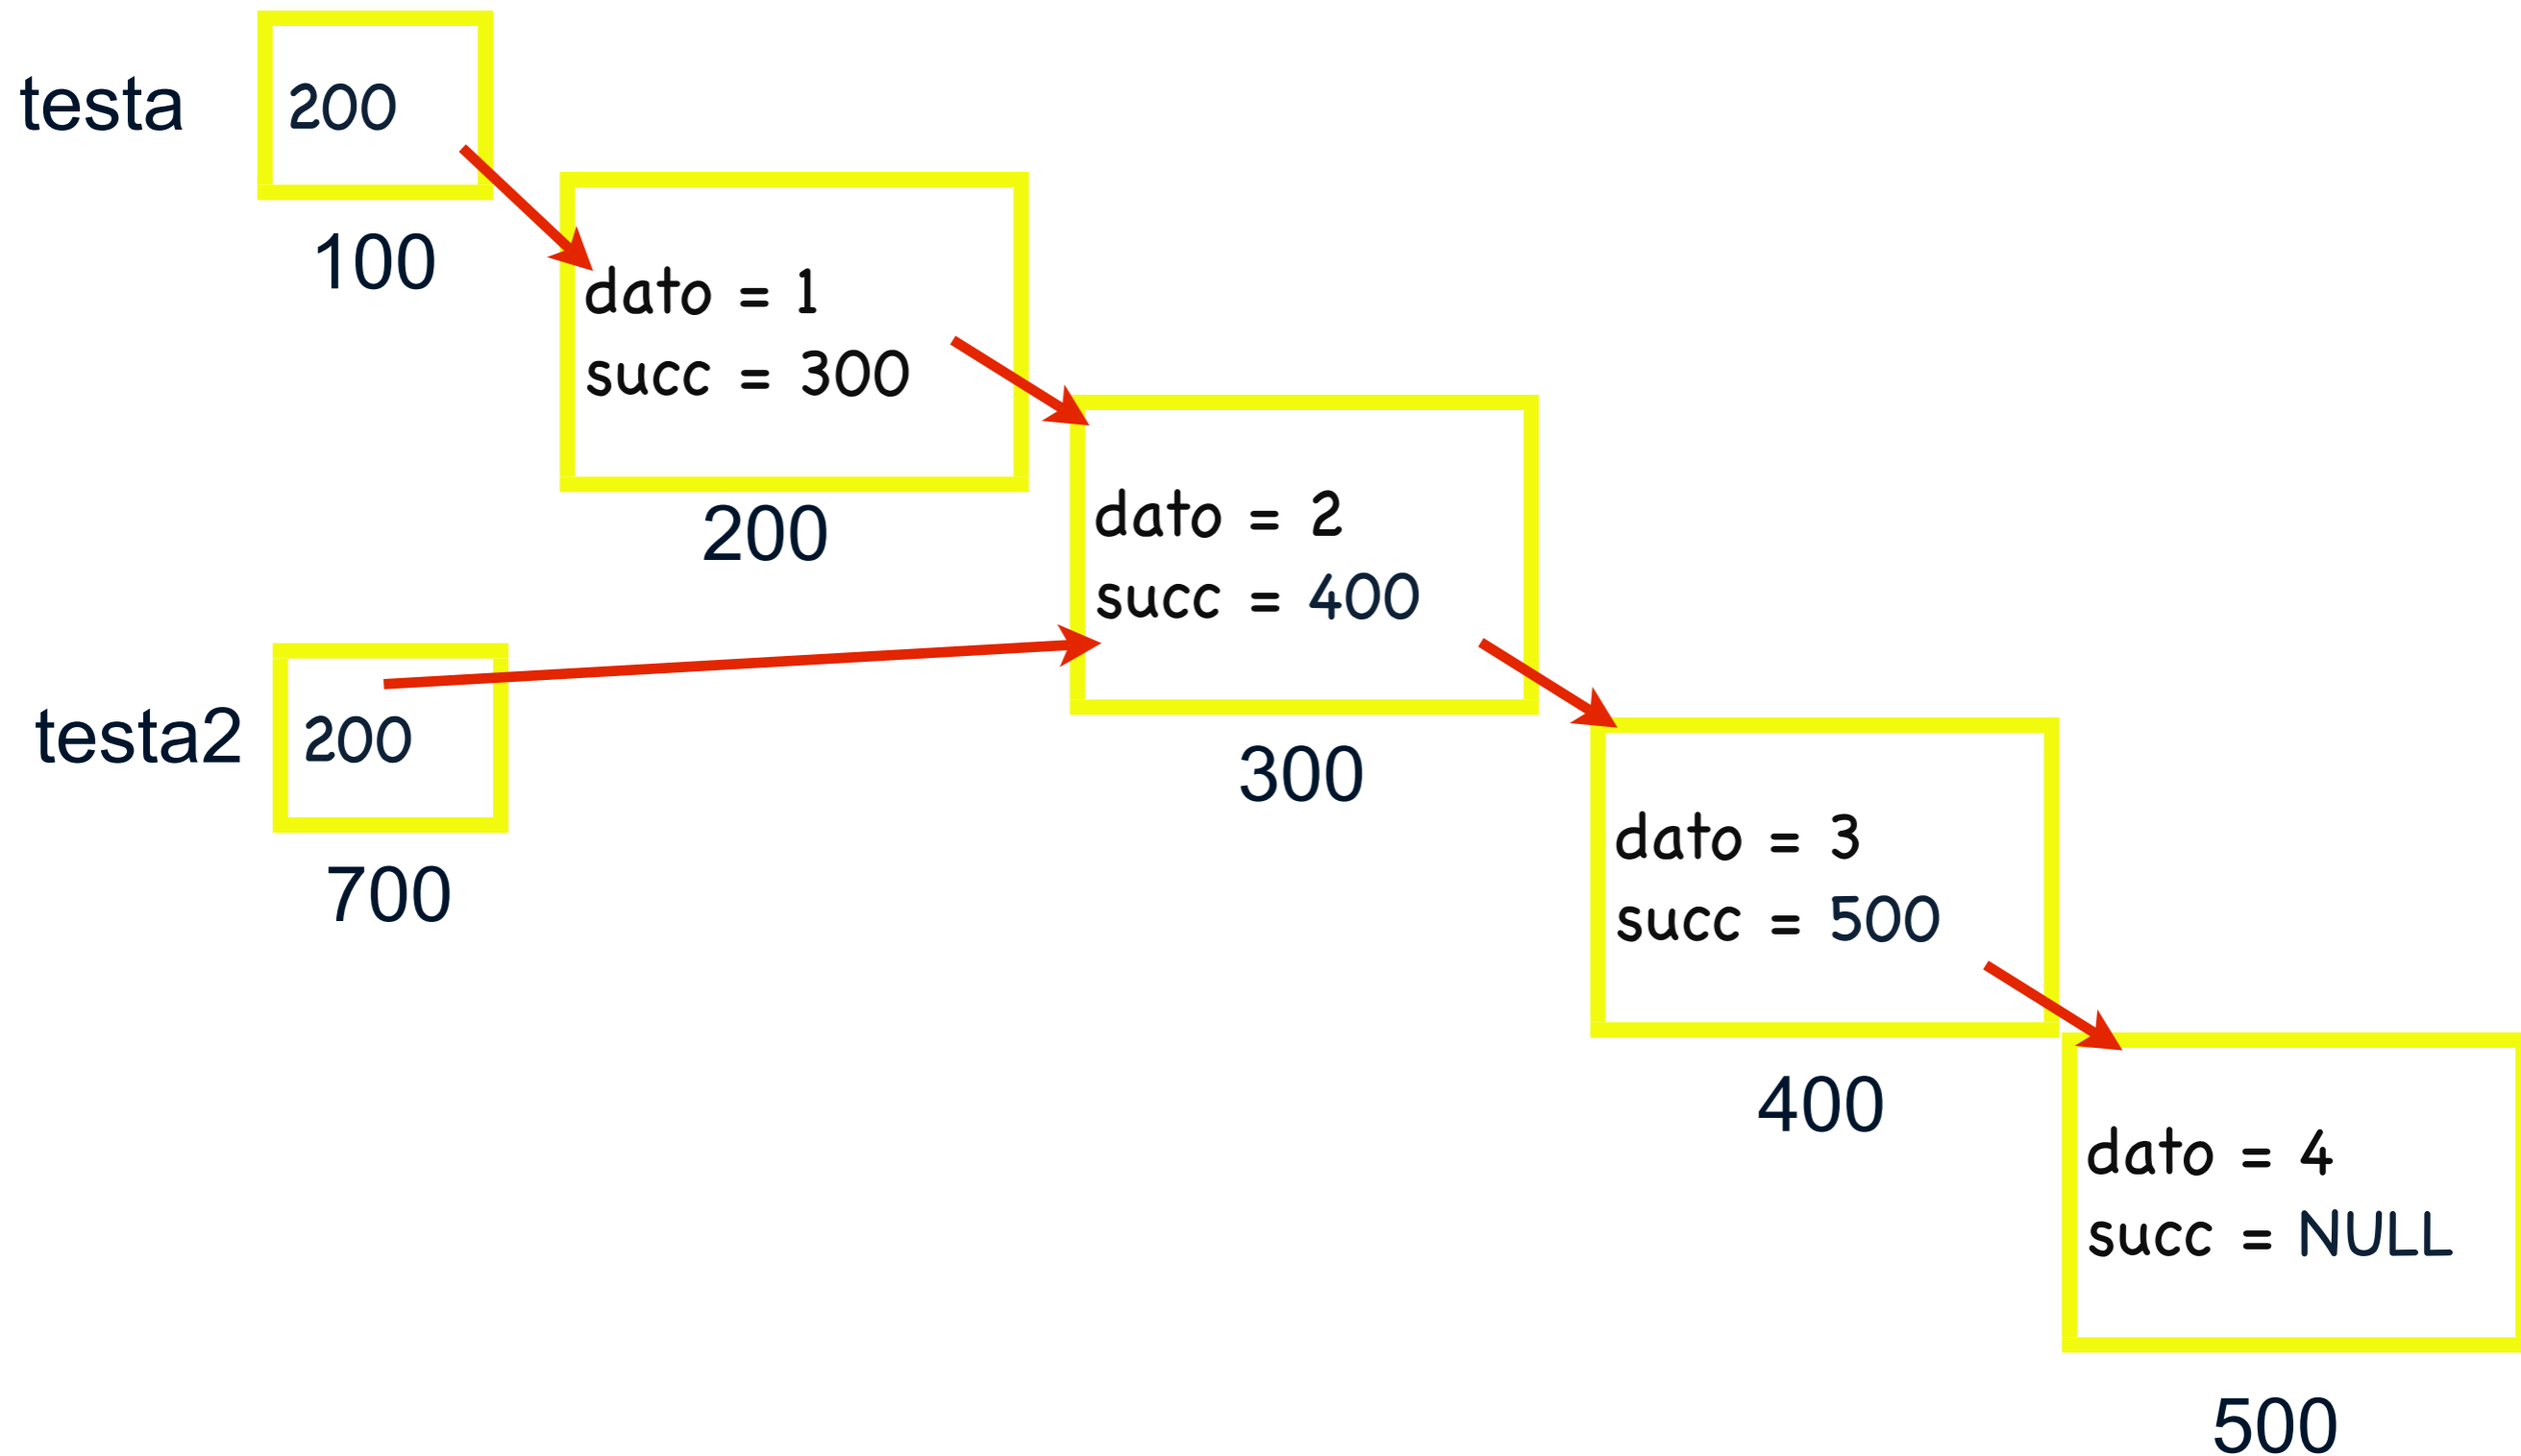 testa
200
100
dato = 1
succ = 300
200
dato = 2
succ = 400
300
testa2
200
700
dato = 3
succ = 500
400
dato = 4
succ = NULL
500